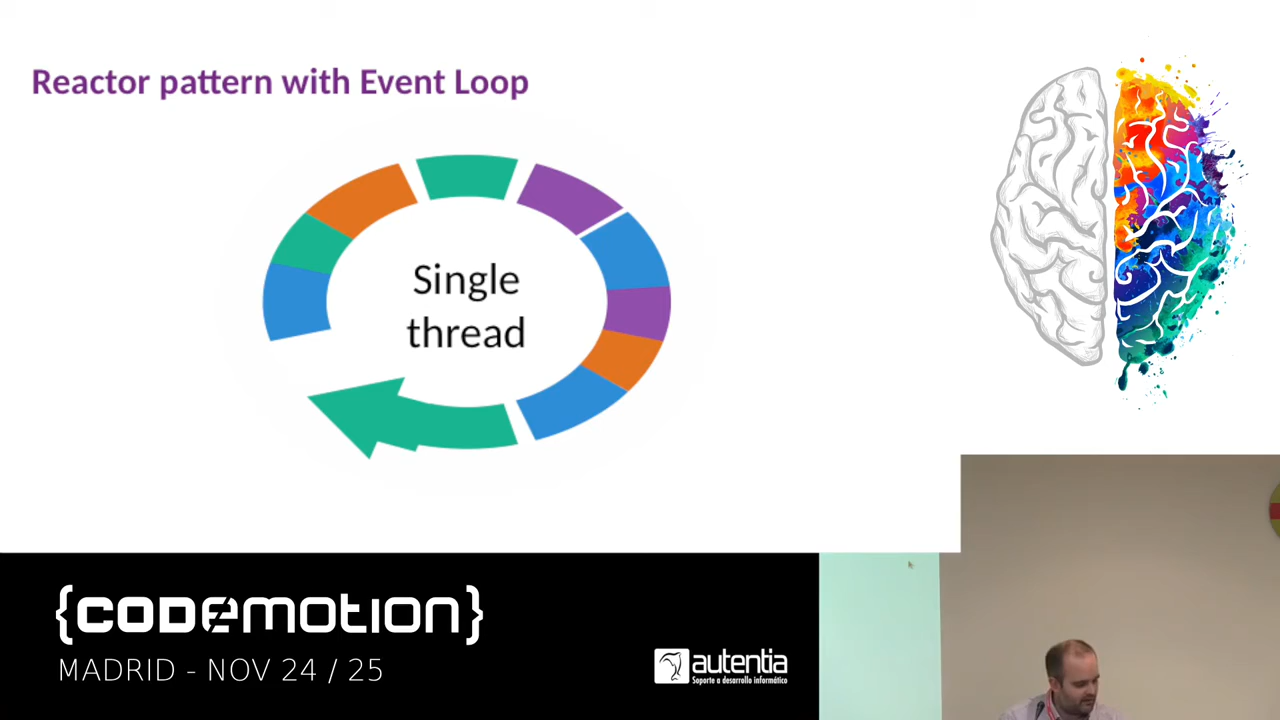 Reactor pattern with Event Loop
Single
thread
{CODEMOTION}
MADRID - NOV 24 / 25
autentia
Soporte a desarrollo informático